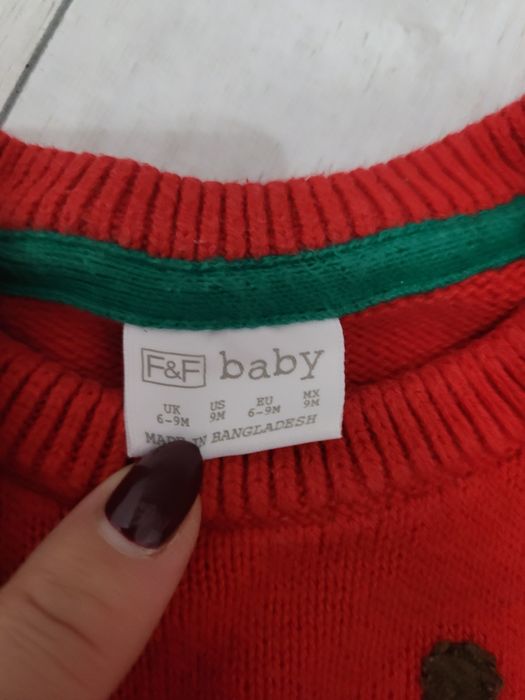 F&F baby
UK US EU MX
6-9M 9M 6-9M 9M
MADE IN BANGLADESH